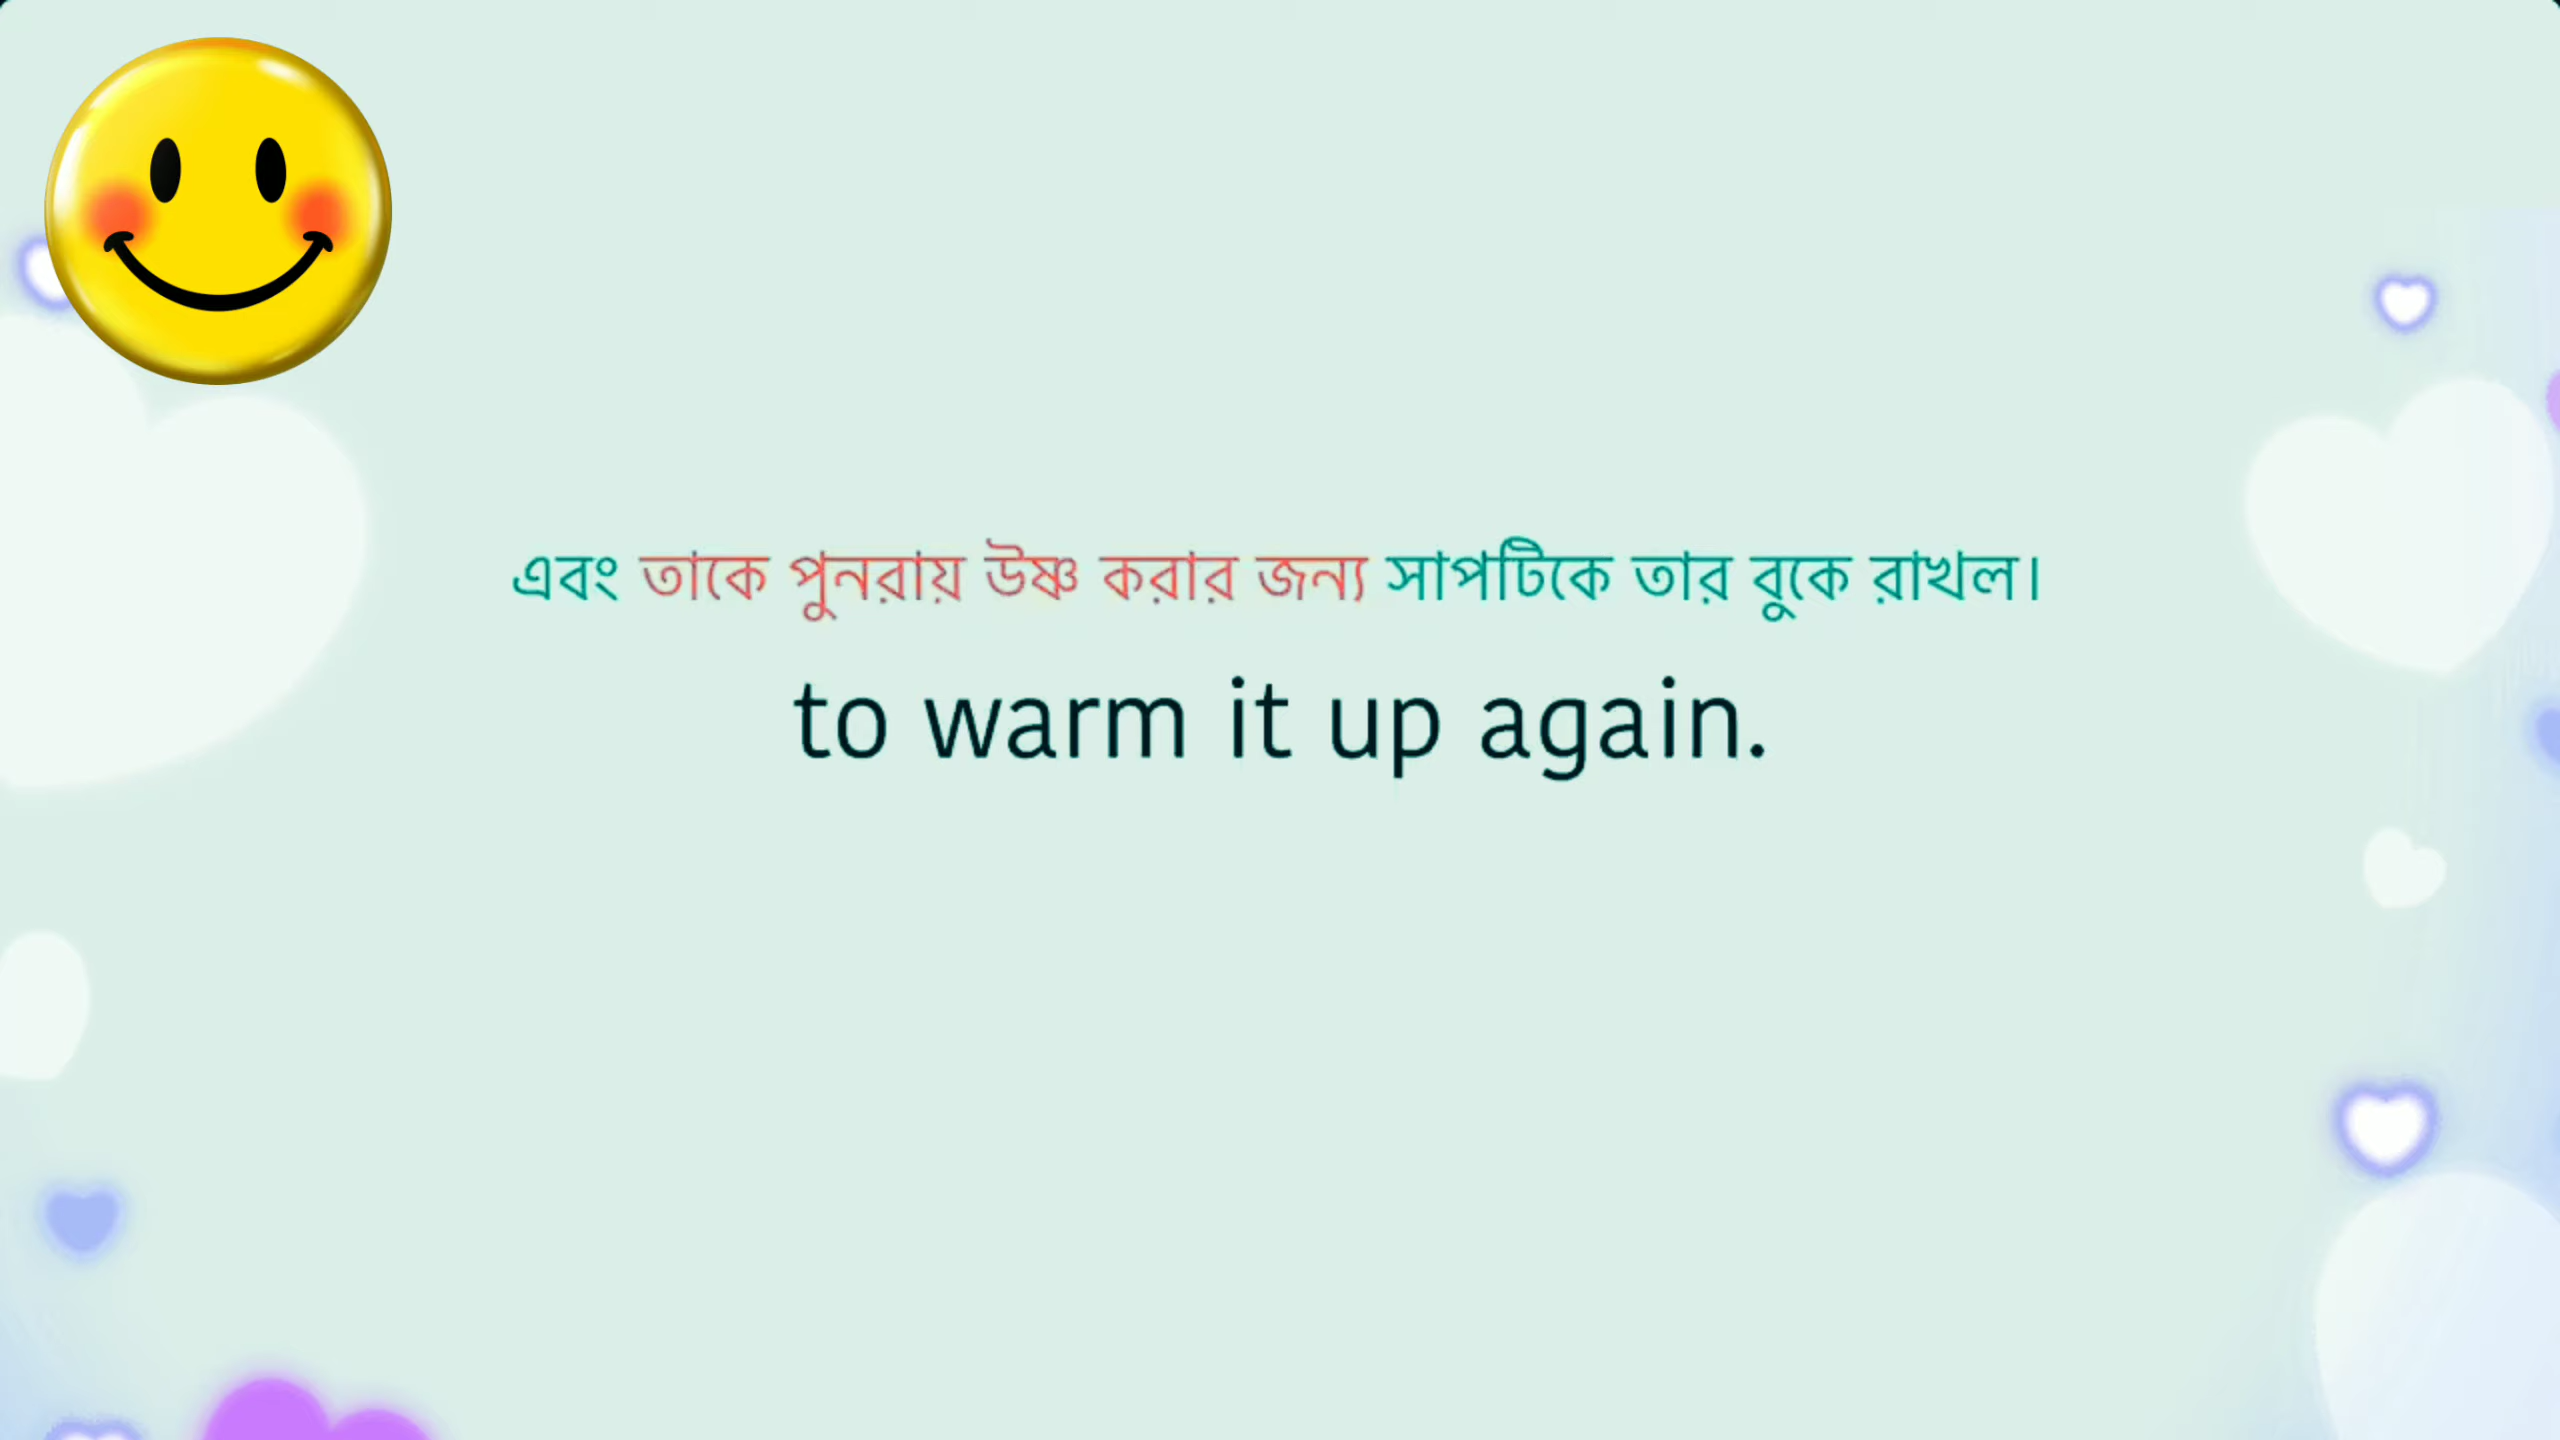 এবং তাকে পুনরায় উষ্ণ করার জন্য সাপটিকে তার বুকে রাখল।
to warm it up again.